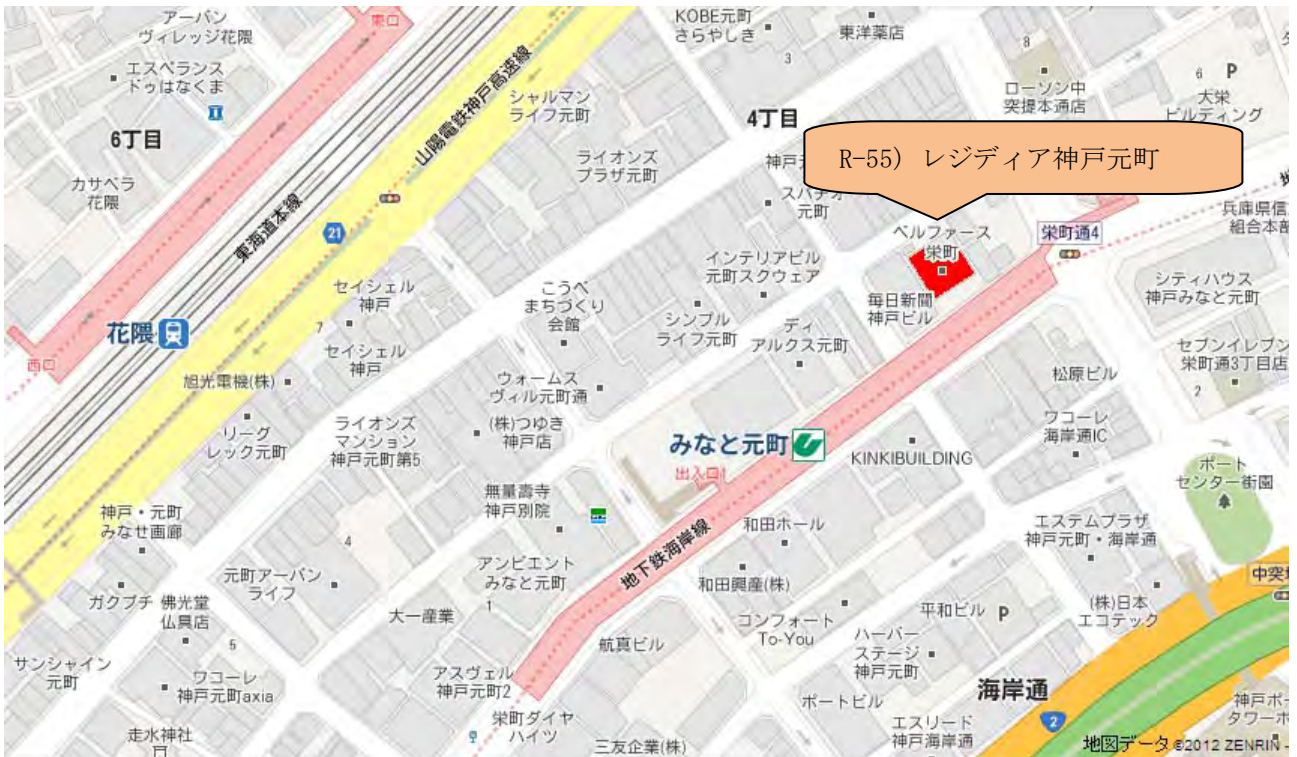 アーバン
ヴィレッジ花隈
東口
KOBE元町
さらやしき
3
東洋薬店
8
エスペランス
ドゥはなくま
山陽電鉄神戸高速線
シャルマン
ライフ元町
ローソン中
突提本通店
6
P
大栄
ビルディング
6丁目
4丁目
R-55) レジディア神戸元町
カサベラ
花隈
ライオンズ
プラザ元町
スパチオ
元町
東海道本線
21
兵庫県信
組合本部
ベルファース
栄町
栄町通4
インテリアビル
元町スクウェア
シティハウス
神戸みなと元町
セイシェル
神戸
こうべ
まちづくり
会館
毎日新聞
神戸ビル
7
花隈
シンプル
ライフ元町
ディ
アルクス元町
セブンイレブン
栄町通3丁目店
西口
セイシェル
神戸
旭光電機(株)
ウォームス
ヴィル元町通
松原ビル
2
リーグ
レック元町
ライオンズ
マンション
神戸元町第5
(株)つゆき
神戸店
みなと元町
ワコーレ
海岸通IC
出入口1
KINKIBUILDING
ポート
センター街園
無量壽寺
神戸別院
神戸・元町
みなせ画廊
4
和田ホール
エステムプラザ
神戸元町・海岸通
地下鉄海岸線
元町アーバン
ライフ
アンビエント
みなと元町
1
和田興産(株)
ガクブチ
佛光堂
仏具店
大一産業
コンフォート
To-You
平和ビル
P
(株)日本
エコテック
5
航真ビル
ハーバー
ステージ
神戸元町
サンシャイン
元町
ワコーレ
神戸元町axia
アスヴェル
神戸元町2
海岸通
ポートビル
2
走水神社
栄町ダイヤ
ハイツ
三友企業(株)
エスリード
神戸海岸通
神戸ポー
タワーホ
地図データ ©2012 ZENRIN -